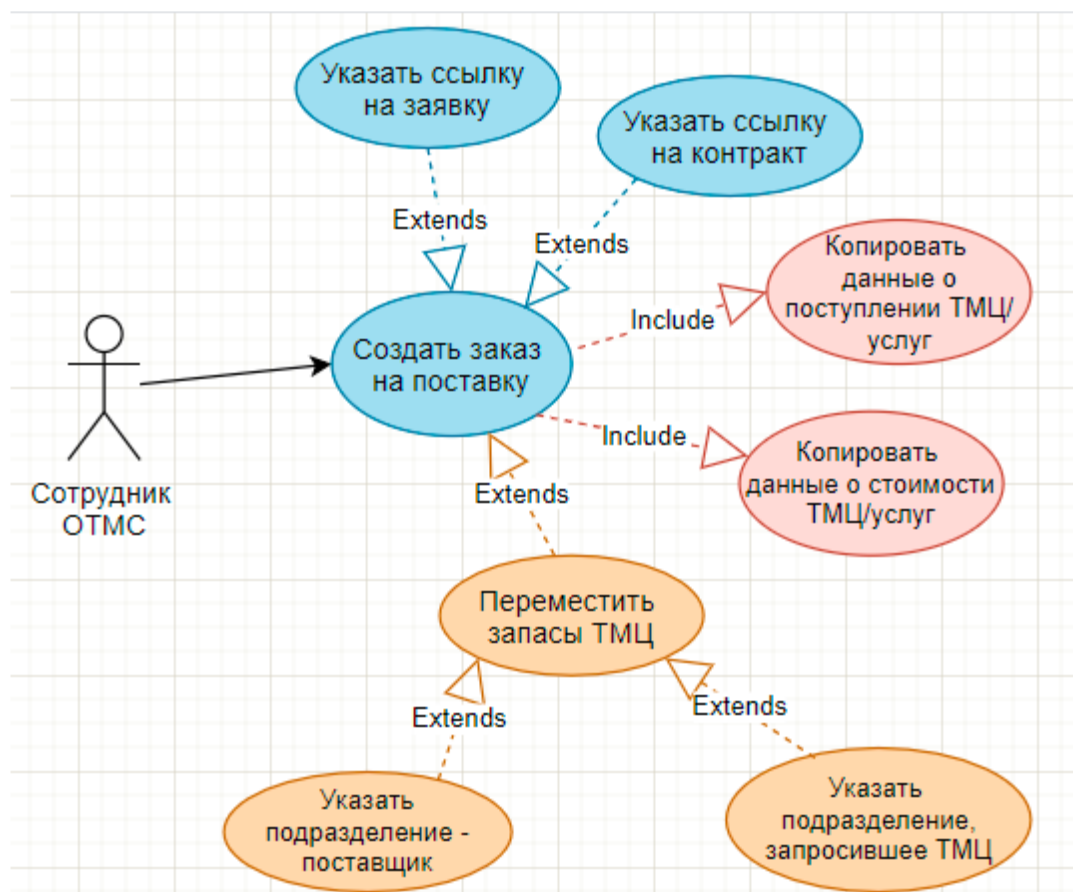 Указать ссылку
на заявку
Указать ссылку
на контракт
Extends
Extends
Копировать
данные о
поступлении ТМЦ/
услуг
Include
Создать заказ
на поставку
Include
Копировать
данные о стоимости
ТМЦ/услуг
Сотрудник
ОТМС
Extends
Переместить
запасы ТМЦ
Extends
Extends
Указать
подразделение -
поставщик
Указать
подразделение,
запросившее ТМЦ